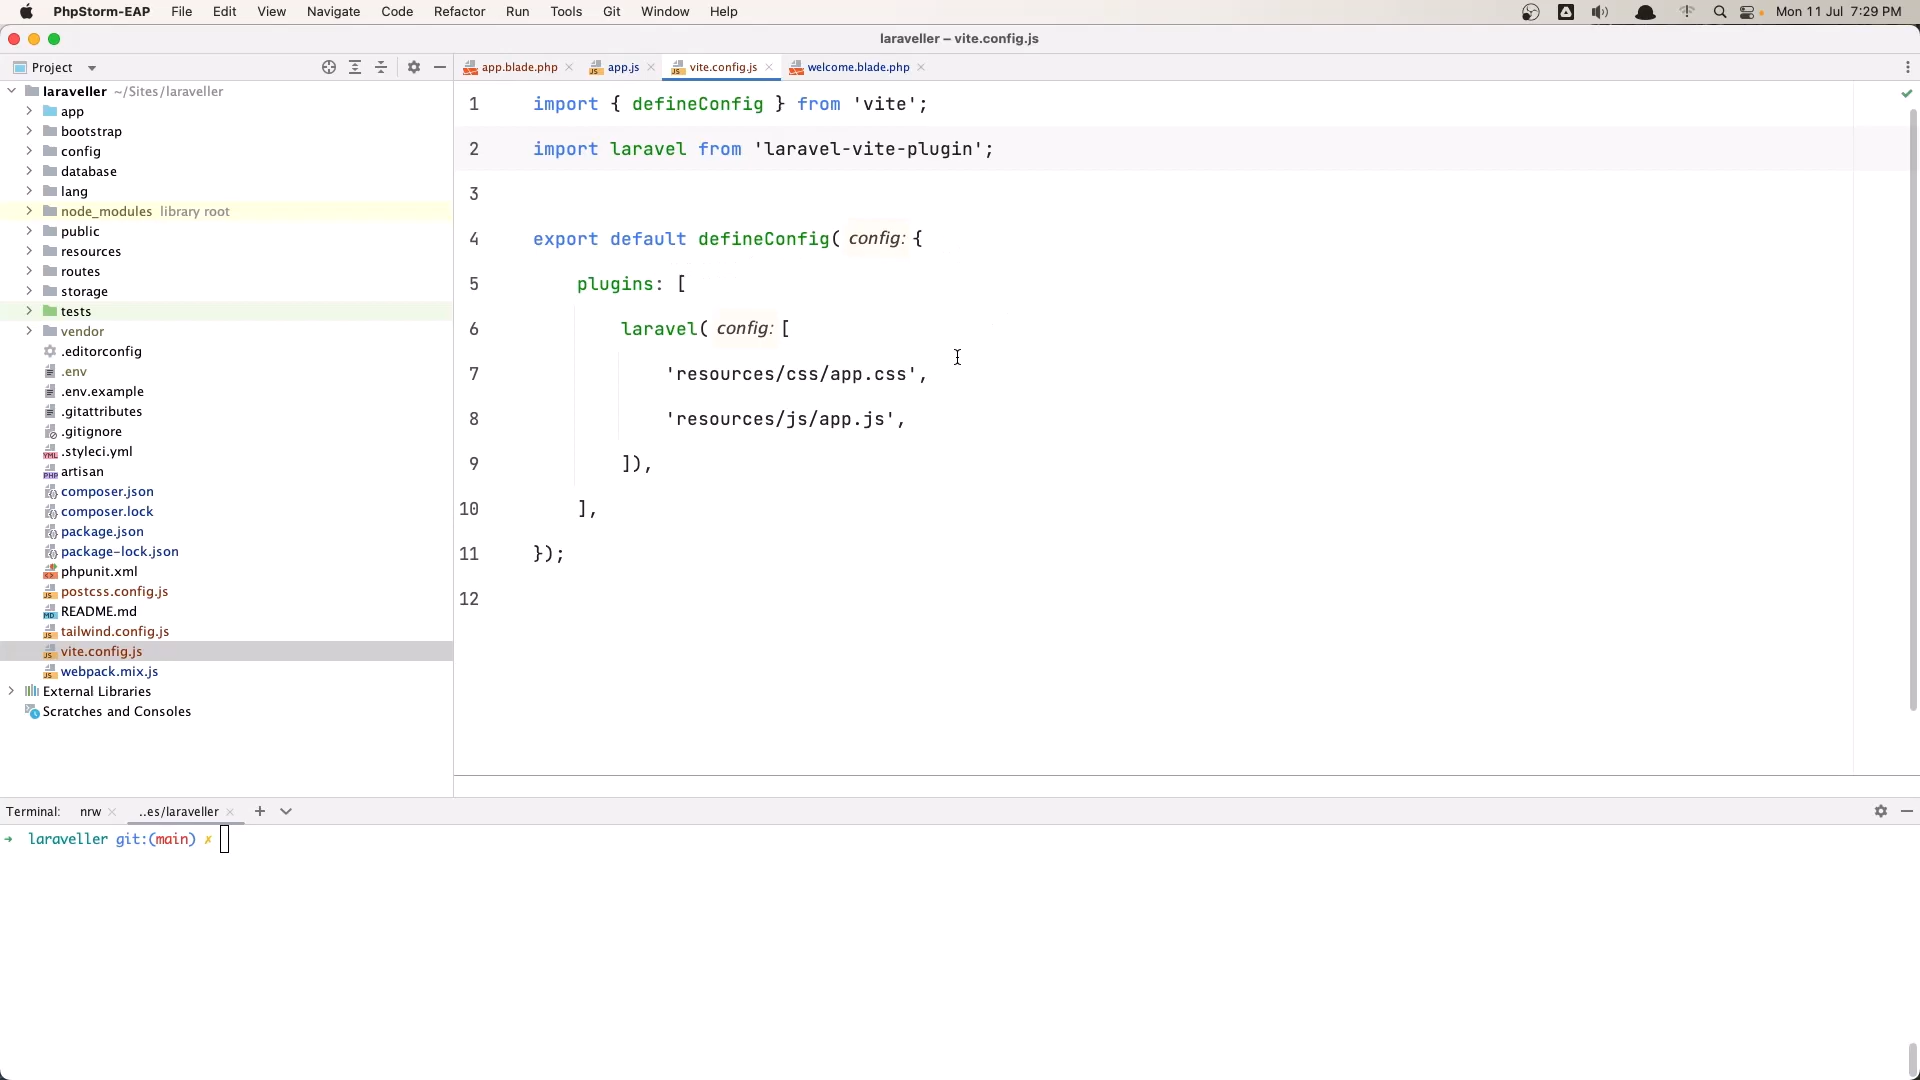 PhpStorm-EAP File Edit View Navigate Code Refactor Run Tools Git Window Help Mon 11 Jul 7:29 PM
laraveller – vite.config.js
Project
app.blade.php app.js vite.config.js welcome.blade.php
laraveller ~/Sites/laraveller
app
bootstrap
config
database
lang
node_modules library root
public
resources
routes
storage
tests
vendor
.editorconfig
.env
.env.example
.gitattributes
.gitignore
.styleci.yml
artisan
composer.json
composer.lock
package.json
package-lock.json
phpunit.xml
postcss.config.js
README.md
tailwind.config.js
vite.config.js
webpack.mix.js
External Libraries
Scratches and Consoles
1 import { defineConfig } from 'vite';
2 import laravel from 'laravel-vite-plugin';
3
4 export default defineConfig( config: {
5 plugins: [
6 laravel( config: [
7 'resources/css/app.css',
8 'resources/js/app.js',
9 ]),
10 ],
11 });
12
Terminal: nrw ..es/laraveller
→ laraveller git:(main) ✗